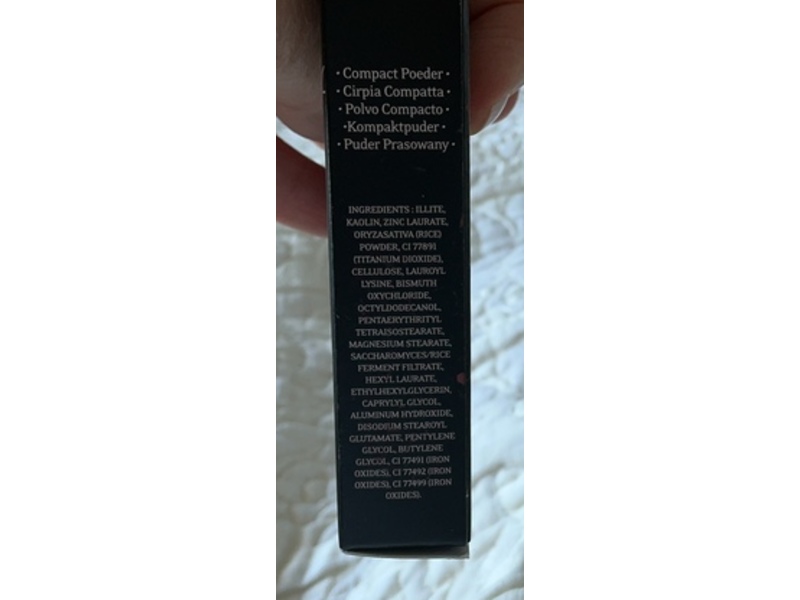 · Compact Poeder ·
· Cirpia Compatta ·
· Polvo Compacto ·
·Kompaktpuder ·
· Puder Prasowany ·
INGREDIENTS : ILLITE,
KAOLIN, ZINC LAURATE,
ORYZASATIVA (RICE)
POWDER, CI 77891
(TITANIUM DIOXIDE),
CELLULOSE, LAUROYL
LYSINE, BISMUTH
OXYCHLORIDE,
OCTYLDODECANOL,
PENTAERYTHRITYL
TETRAISOSTEARATE,
MAGNESIUM STEARATE,
SACCHAROMYCES/RICE
FERMENT FILTRATE,
HEXYL LAURATE,
ETHYLHEXYLGLYCERIN,
CAPRYLYL GLYCOL,
ALUMINUM HYDROXIDE,
DISODIUM STEAROYL
GLUTAMATE, PENTYLENE
GLYCOL, BUTYLENE
GLYCOL, CI 77491 (IRON
OXIDES), CI 77492 (IRON
OXIDES), CI 77499 (IRON
OXIDES).